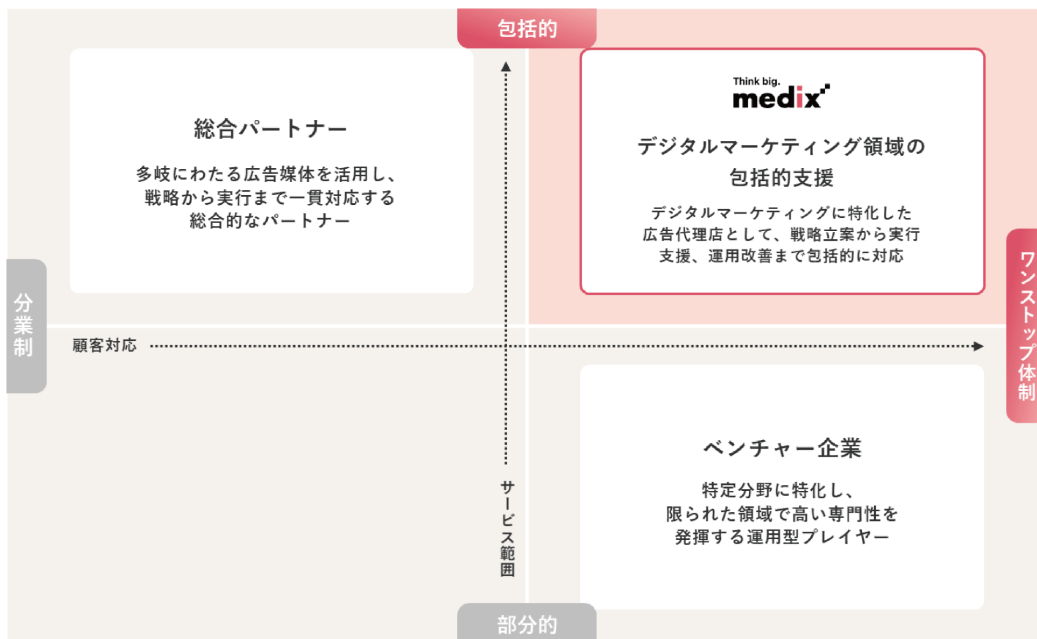 包括的
総合パートナー
多岐にわたる広告媒体を活用し、
戦略から実行まで一貫対応する
総合的なパートナー
Think big.
medix
デジタルマーケティング領域の
包括的支援
デジタルマーケティングに特化した
広告代理店として、戦略立案から実行
支援、運用改善まで包括的に対応
分業制
顧客対応
ワンストップ体制
サービス範囲
ベンチャー企業
特定分野に特化し、
限られた領域で高い専門性を
発揮する運用型プレイヤー
部分的